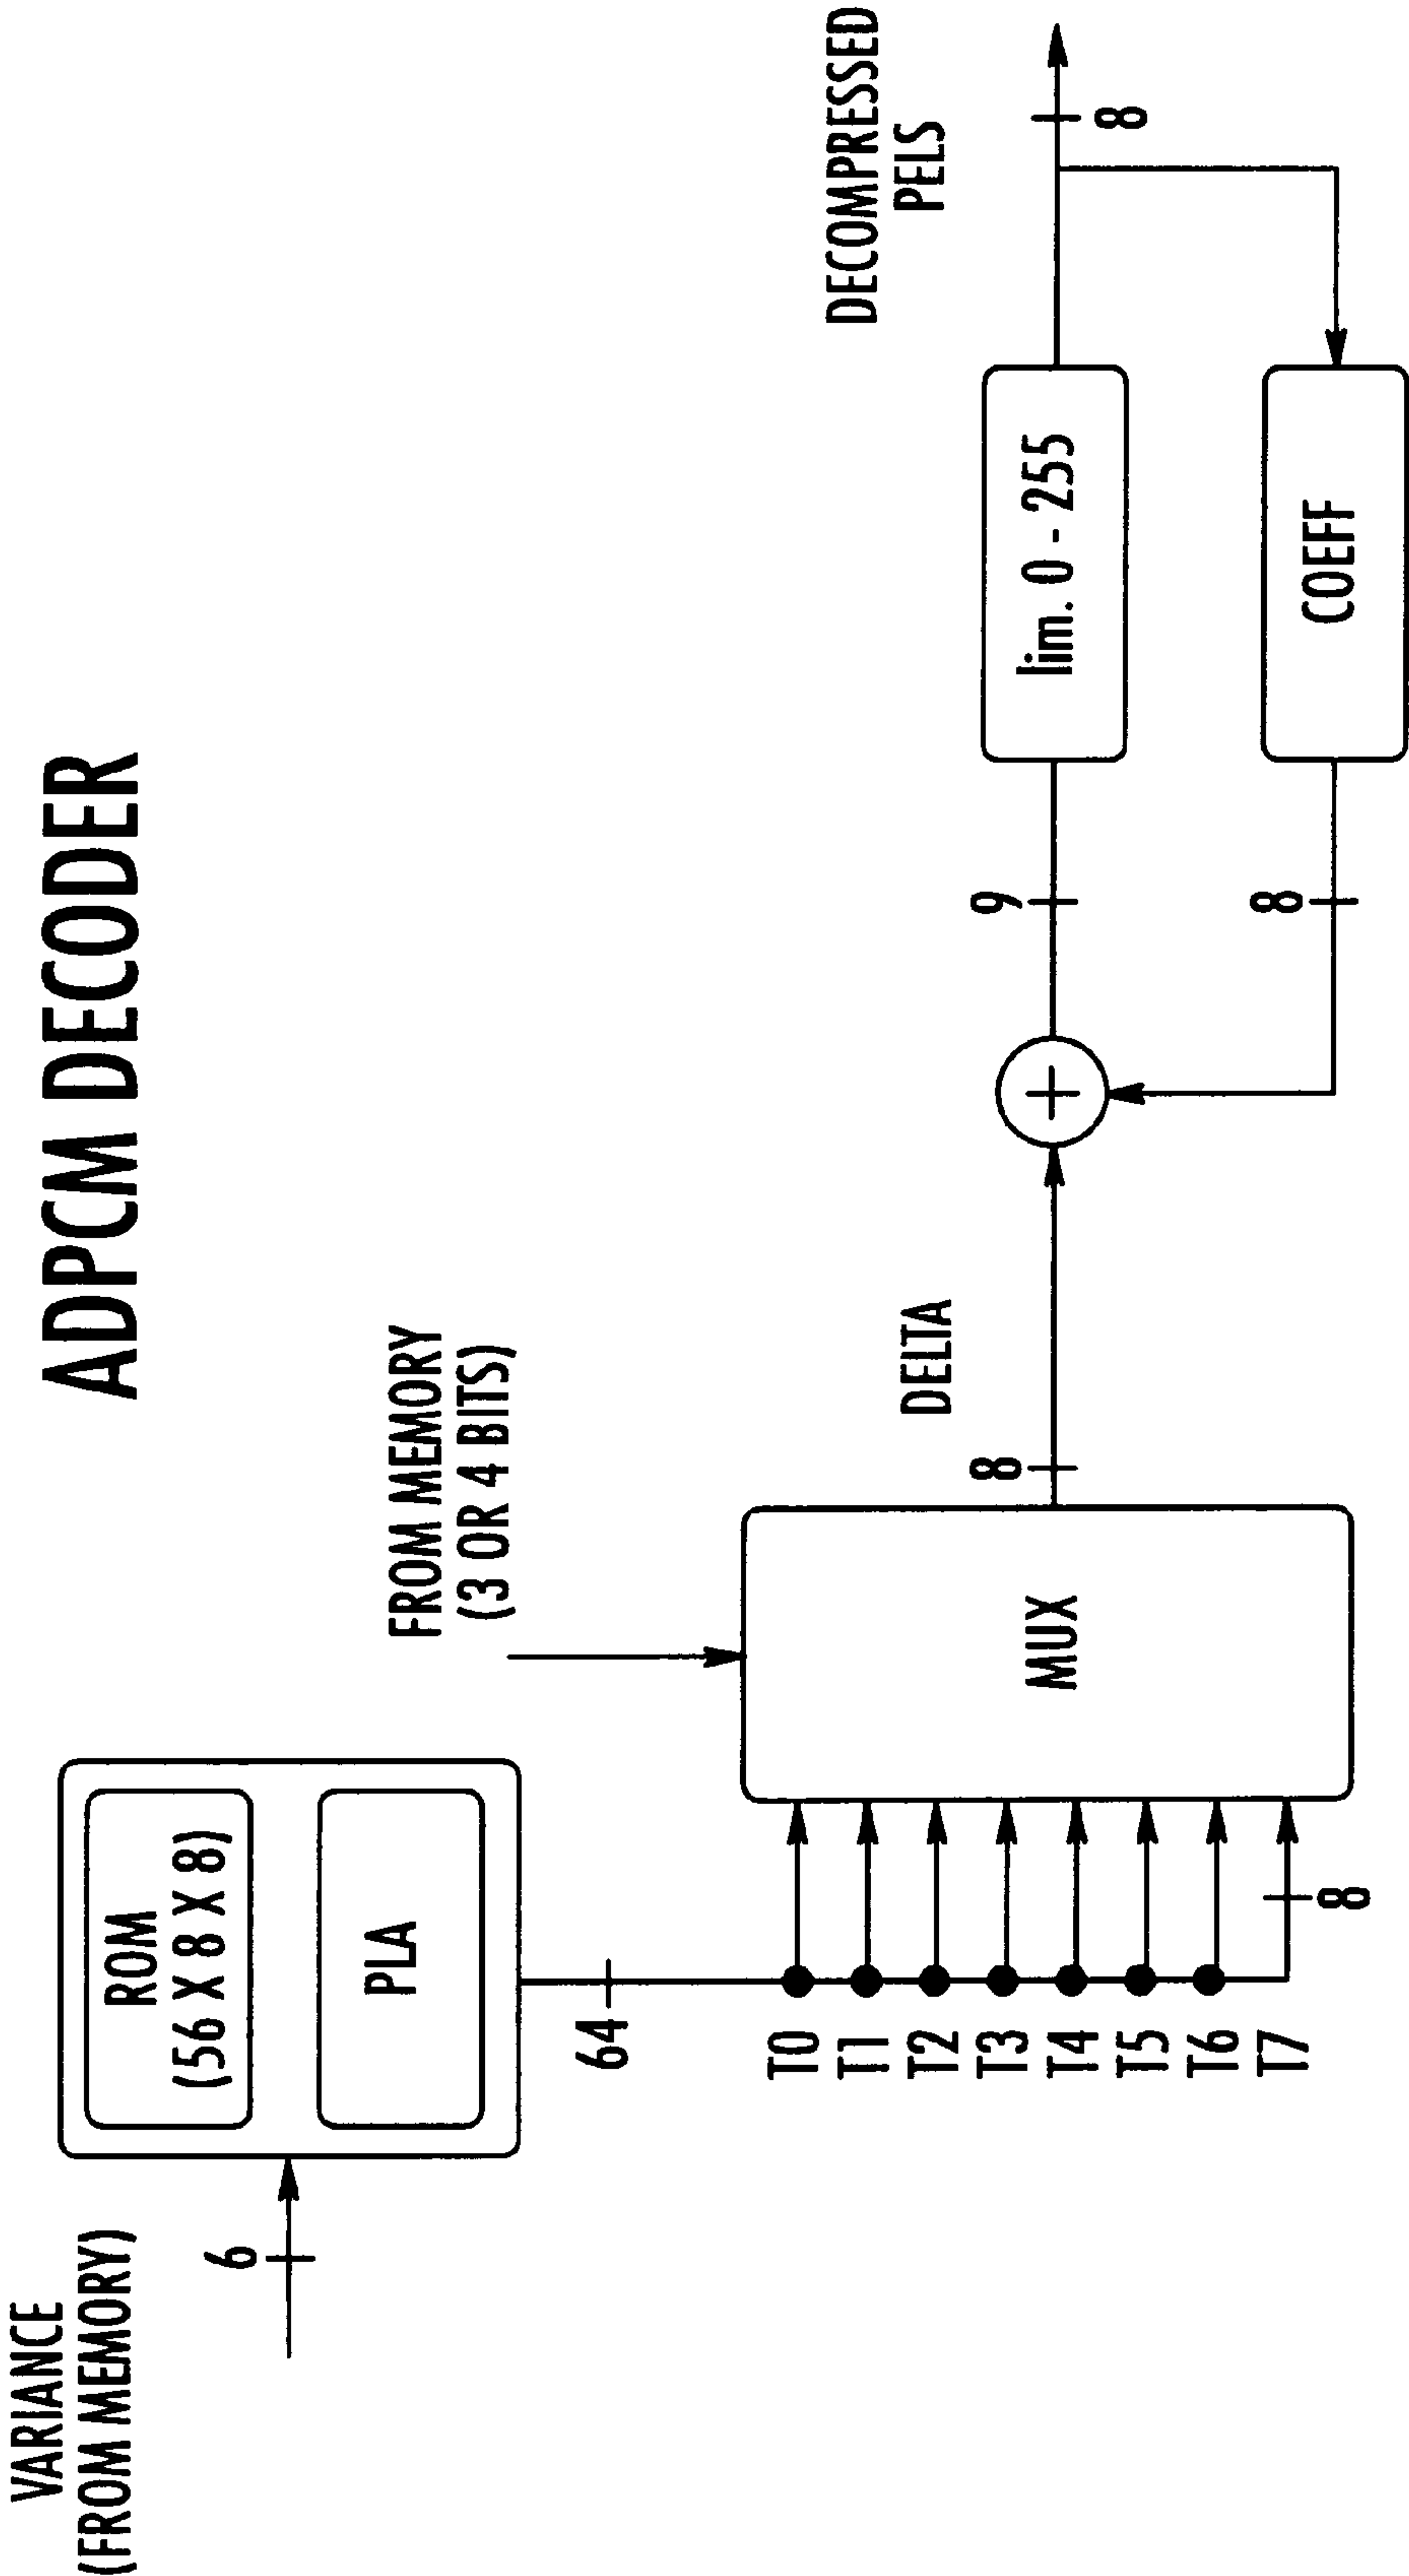 ADPCM DECODER
VARIANCE
(FROM MEMORY)
6
ROM
(56 X 8 X 8)
PLA
64
T0
T1
T2
T3
T4
T5
T6
T7
8
FROM MEMORY
(3 OR 4 BITS)
MUX
8
DELTA
+
9
lim. 0 - 255
8
COEFF
DECOMPRESSED
PELS
8